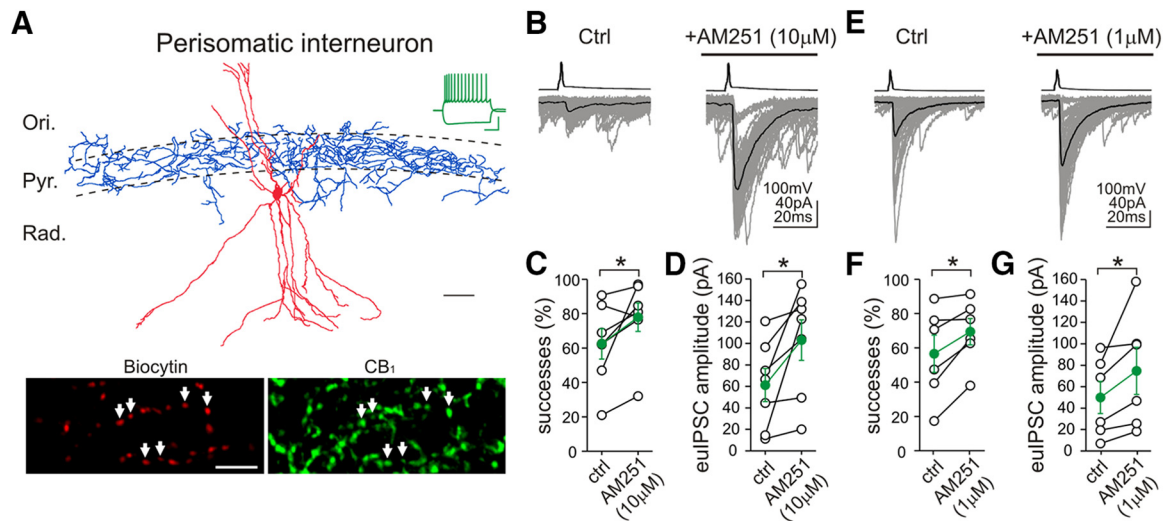 A
Perisomatic interneuron
Ori.
Pyr.
Rad.
Biocytin
CB₁
B
Ctrl
+AM251 (10μM)
100mV
40pA
20ms
E
Ctrl
+AM251 (1μM)
100mV
40pA
20ms
C
successes (%)
100
80
60
40
20
0
*
ctrl
AM251
(10μM)
D
euIPSC amplitude (pA)
160
140
120
100
80
60
40
20
0
*
ctrl
AM251
(10μM)
F
successes (%)
100
80
60
40
20
0
*
ctrl
AM251
(1μM)
G
euIPSC amplitude (pA)
160
140
120
100
80
60
40
20
0
*
ctrl
AM251
(1μM)